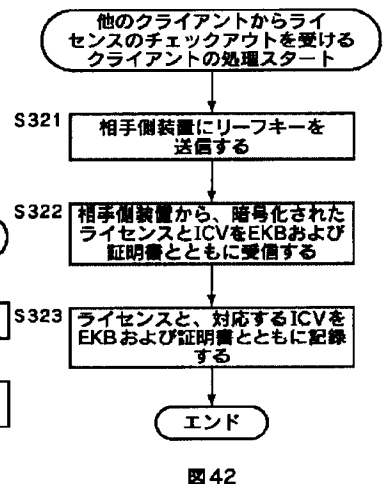 他のクライアントからライ
センスのチェックアウトを受ける
クライアントの処理スタート
S321
相手側装置にリーフキーを
送信する
S322
相手側装置から、暗号化された
ライセンスとICVをEKBおよび
証明書とともに受信する
S323
ライセンスと、対応するICVを
EKBおよび証明書とともに記録
する
エンド
図42